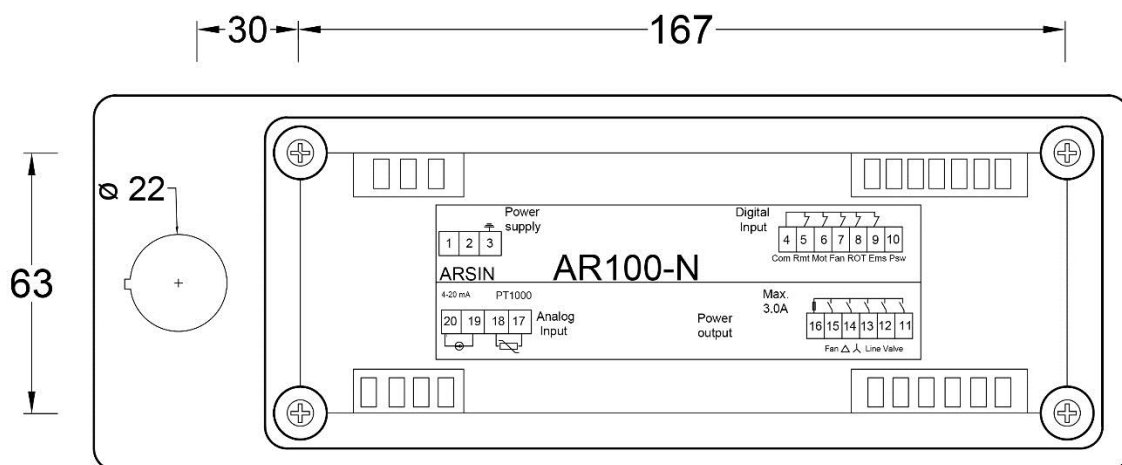 30
167
63
ø 22
Power
supply
1 2 3
ARSIN
AR100-N
Digital
Input
4 5 6 7 8 9 10
Com Rmt Mot Fan ROT Ems Psw
4-20 mA
PT1000
20 19 18 17
Analog
Input
Power
output
Max.
3.0A
16 15 14 13 12 11
Fan △ ⅄ Line Valve